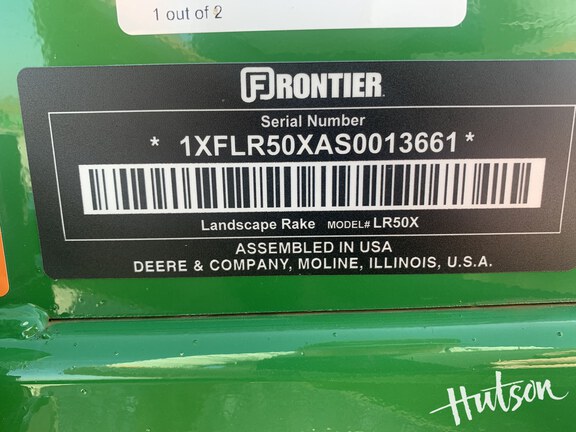 1 out of 2
FRONTIER
Serial Number
* 1XFLR50XAS0013661 *
Landscape Rake MODEL# LR50X
ASSEMBLED IN USA
DEERE & COMPANY, MOLINE, ILLINOIS, U.S.A.
Hutson